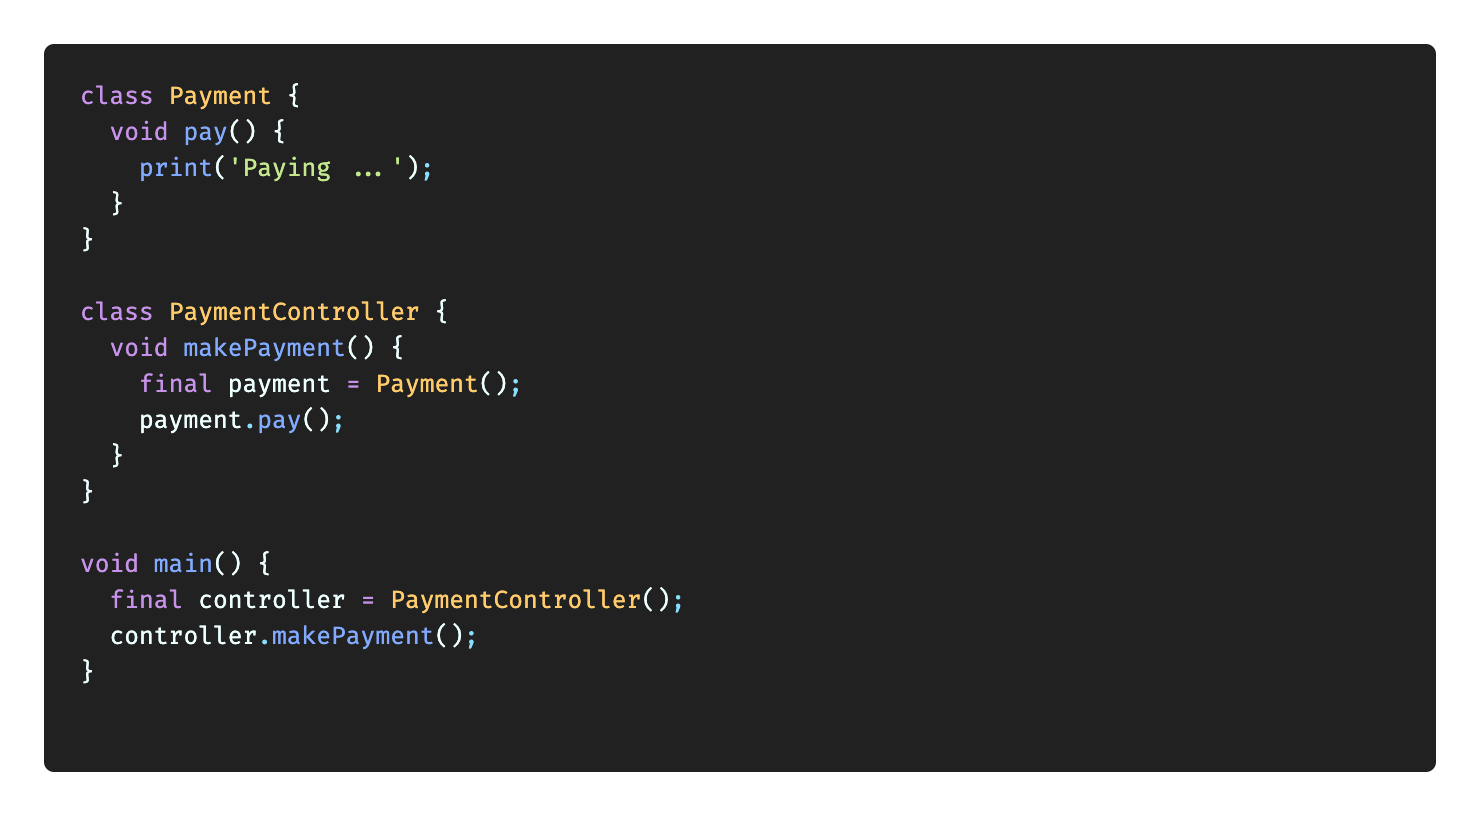 class Payment {
  void pay() {
    print('Paying ...');
  }
}

class PaymentController {
  void makePayment() {
    final payment = Payment();
    payment.pay();
  }
}

void main() {
  final controller = PaymentController();
  controller.makePayment();
}